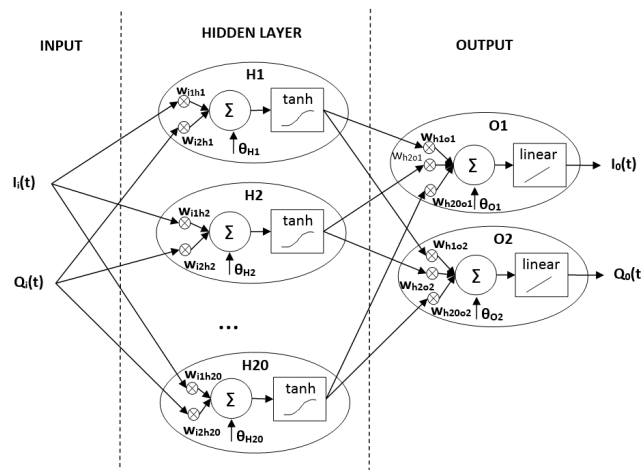 INPUT
HIDDEN LAYER
OUTPUT
H1
wi1h1
Σ
tanh
wi2h1
θH1
O1
wh1o1
wh2o1
Σ
linear
wh20o1
θO1
Io(t)
Ii(t)
H2
wi1h2
Σ
tanh
wi2h2
θH2
O2
wh1o2
Σ
linear
wh2o2
wh20o2
θO2
Q0(t)
Qi(t)
...
H20
wi1h20
Σ
tanh
wi2h20
θH20